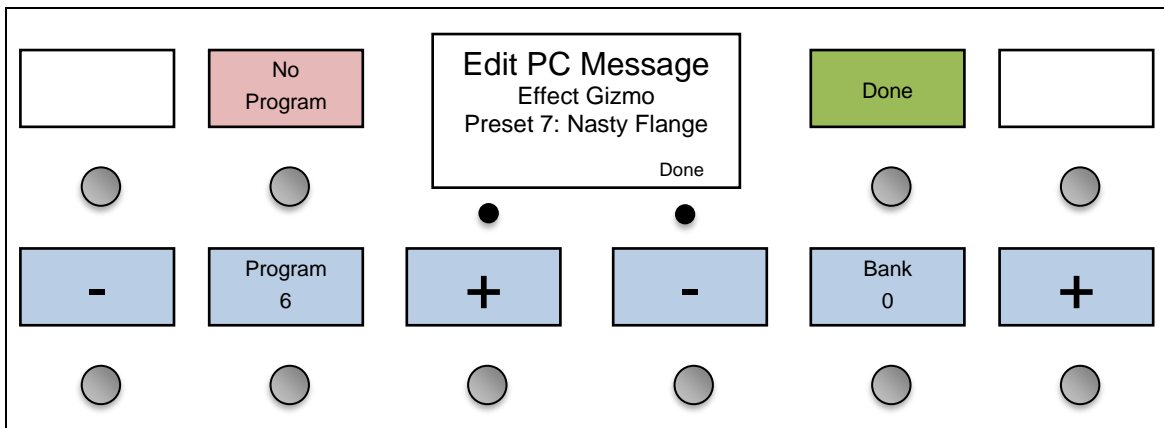 No
Program
Edit PC Message
Effect Gizmo
Preset 7: Nasty Flange
Done
Done
-
Program
6
+
-
Bank
0
+